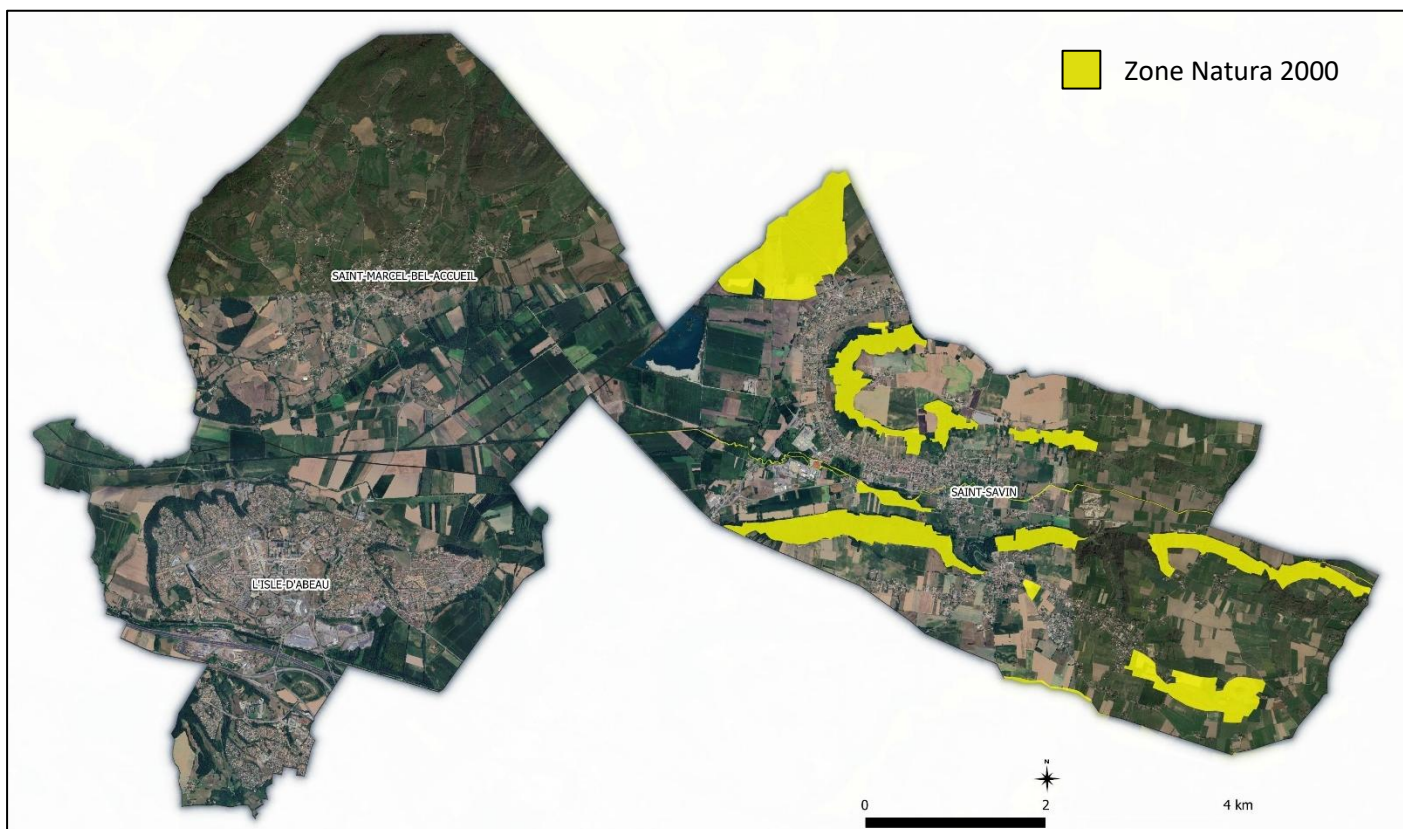 Zone Natura 2000
SAINT-MARCEL-BEL-ACCUEIL
SAINT-SAVIN
L'ISLE-D'ABEAU
N
0 2 4 km